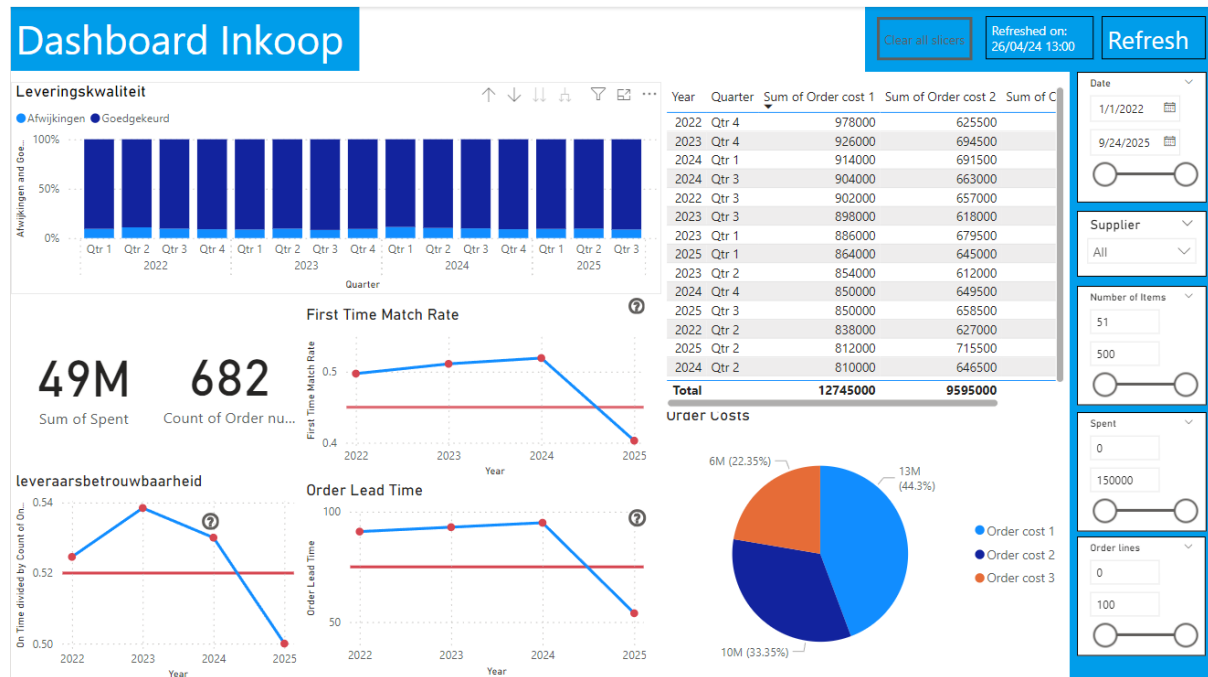 Dashboard Inkoop
Clear all slicers
Refreshed on:
26/04/24 13:00
Refresh
Leveringskwaliteit
Afwijkingen Goedgekeurd
Afwijkingen and Goe...
100%
50%
0%
Qtr 1 Qtr 2 Qtr 3 Qtr 4 Qtr 1 Qtr 2 Qtr 3 Qtr 4 Qtr 1 Qtr 2 Qtr 3 Qtr 4 Qtr 1 Qtr 2 Qtr 3
2022 2023 2024 2025
Quarter
49M
Sum of Spent
682
Count of Order nu...
First Time Match Rate
?
First Time Match Rate
0.5
0.4
2022 2023 2024 2025
Year
leveraarsbetrouwbaarheid
?
On Time divided by Count of On...
0.54
0.52
0.50
2022 2023 2024 2025
Year
Order Lead Time
?
Order Lead Time
100
50
2022 2023 2024 2025
Year
Year Quarter Sum of Order cost 1 Sum of Order cost 2 Sum of C
2022 Qtr 4 978000 625500
2023 Qtr 4 926000 694500
2024 Qtr 1 914000 691500
2024 Qtr 3 904000 663000
2022 Qtr 3 902000 657000
2023 Qtr 3 898000 618000
2023 Qtr 1 886000 679500
2025 Qtr 1 864000 645000
2023 Qtr 2 854000 612000
2024 Qtr 4 850000 649500
2025 Qtr 3 850000 658500
2022 Qtr 2 838000 627000
2025 Qtr 2 812000 715500
2024 Qtr 2 810000 646500
Total 12745000 9595000
Order Costs
6M (22.35%)
13M
(44.3%)
10M (33.35%)
Order cost 1
Order cost 2
Order cost 3
Date
1/1/2022
9/24/2025
Supplier
All
Number of Items
51
500
Spent
0
150000
Order lines
0
100